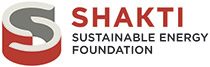 SHAKTI
SUSTAINABLE ENERGY
FOUNDATION